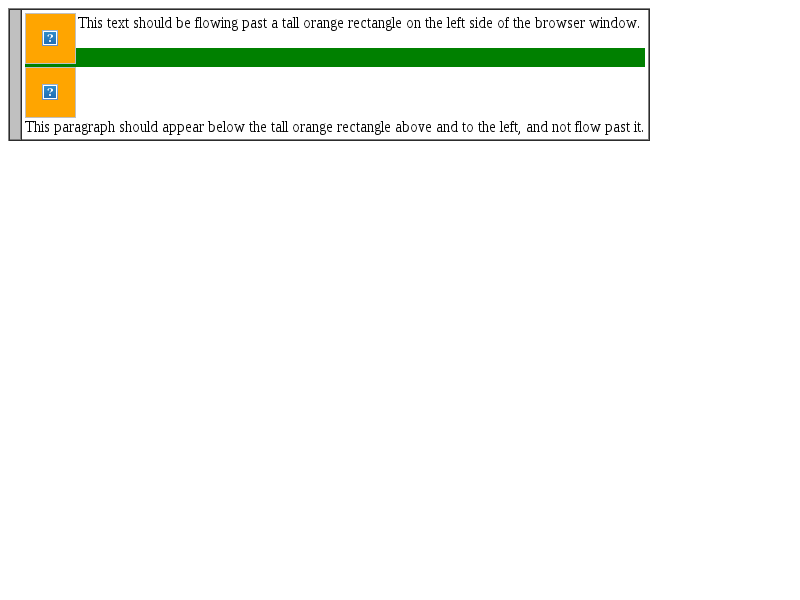 This text should be flowing past a tall orange rectangle on the left side of the browser window.
This paragraph should appear below the tall orange rectangle above and to the left, and not flow past it.